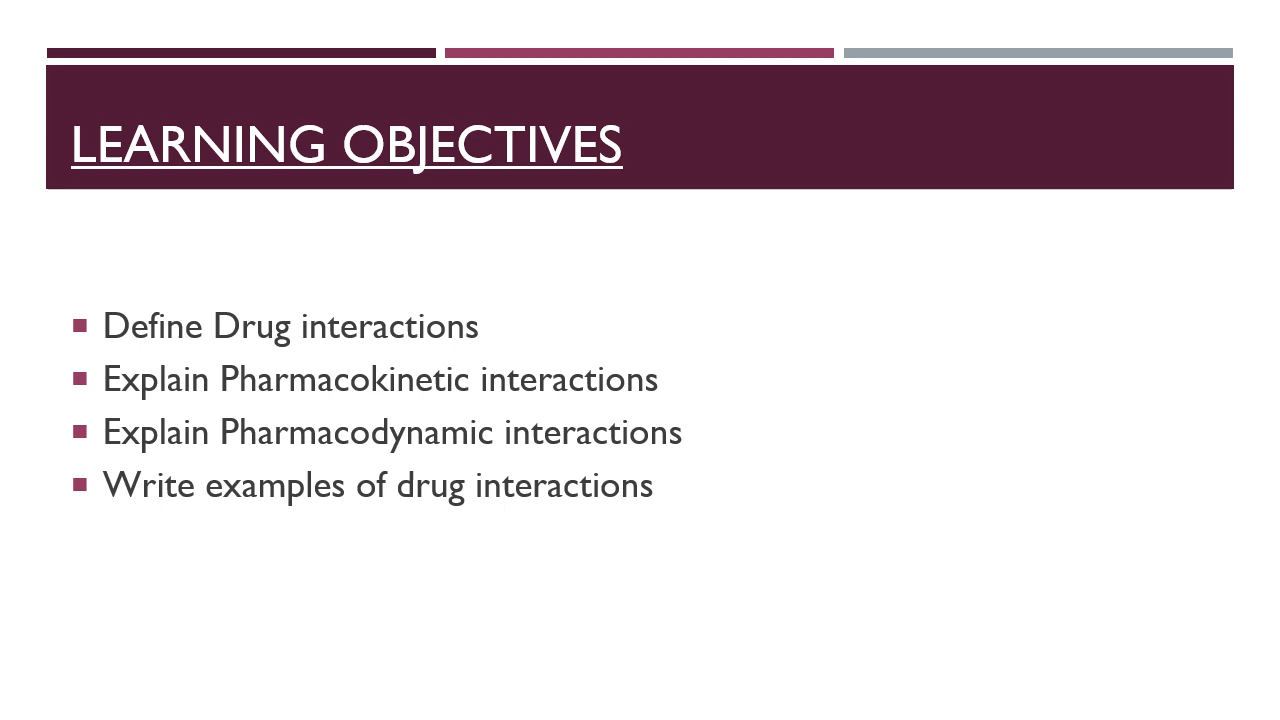 LEARNING OBJECTIVES
Define Drug interactions
Explain Pharmacokinetic interactions
Explain Pharmacodynamic interactions
Write examples of drug interactions